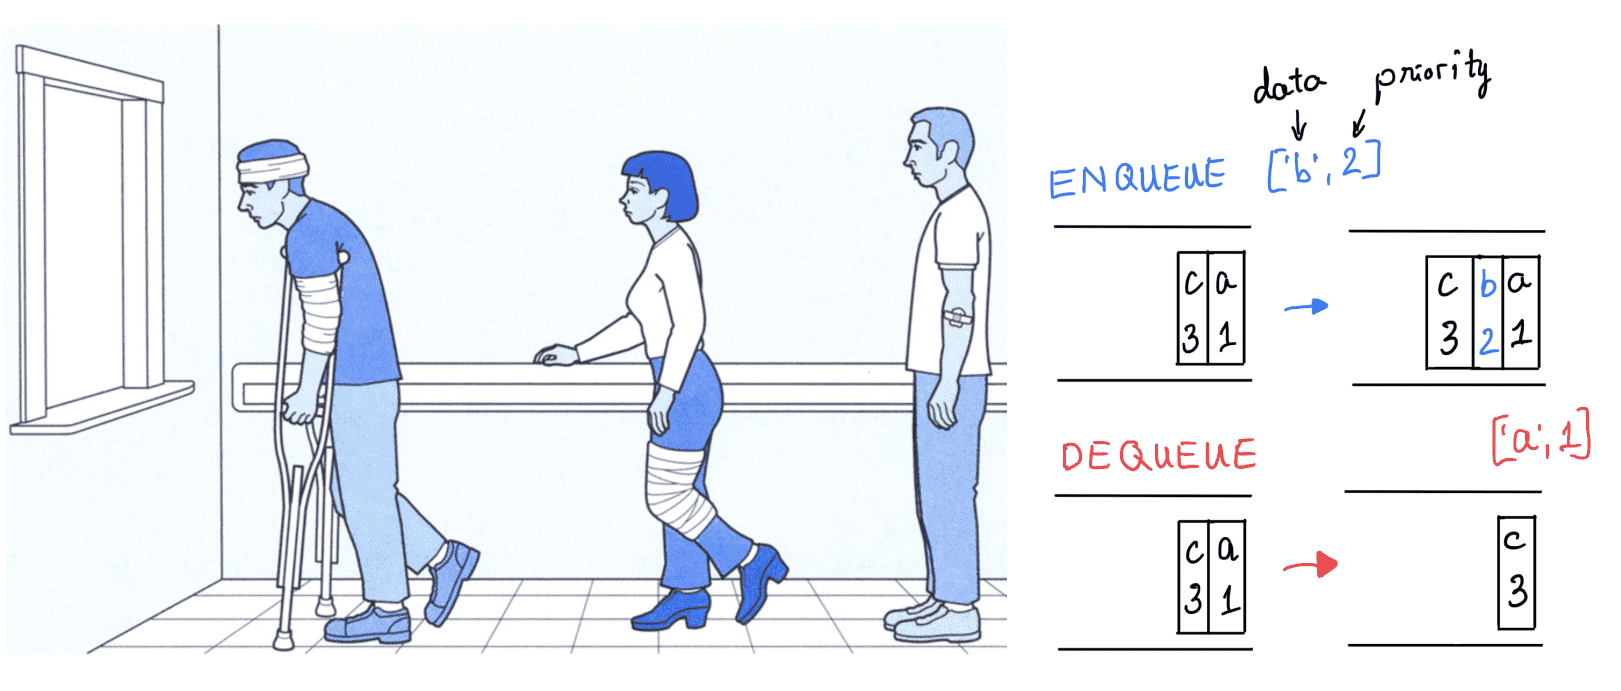 data priority
ENQUEUE ['b', 2]
c a
3 1
c b a
3 2 1
DEQUEUE ['a', 1]
c a
3 1
c
3